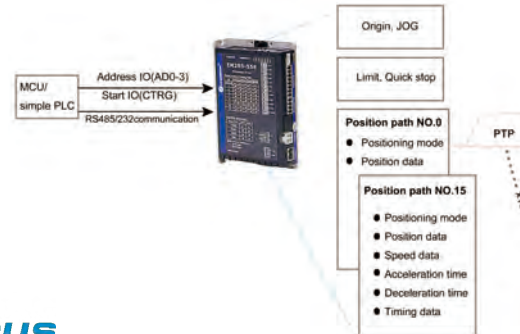 Origin, JOG
Limit, Quick stop
MCU/
simple PLC
Address IO(AD0-3)
Start IO(CTRG)
RS485/232communication
Position path NO.0
● Positioning mode
● Position data
PTP
Position path NO.15
● Positioning mode
● Position data
● Speed data
● Acceleration time
● Deceleration time
● Timing data